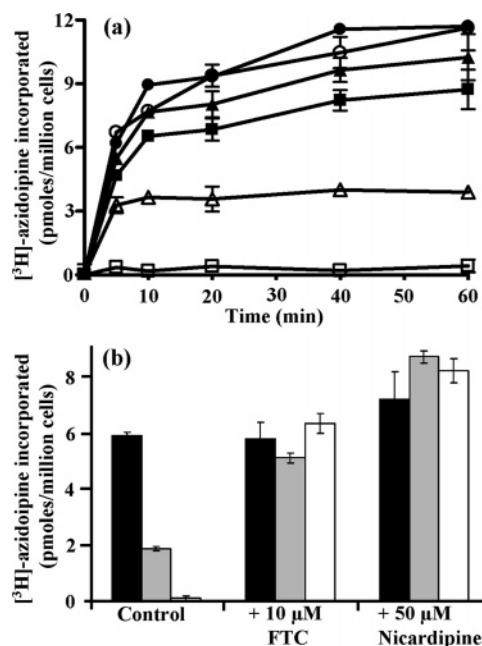 (a)
[³H]-azidoipine incorporated
(pmoles/million cells)
12
9
6
3
0
0 10 20 30 40 50 60
Time (min)
(b)
[³H]-azidoipine incorporated
(pmoles/million cells)
8
6
4
2
0
Control + 10 µM + 50 µM
FTC Nicardipine